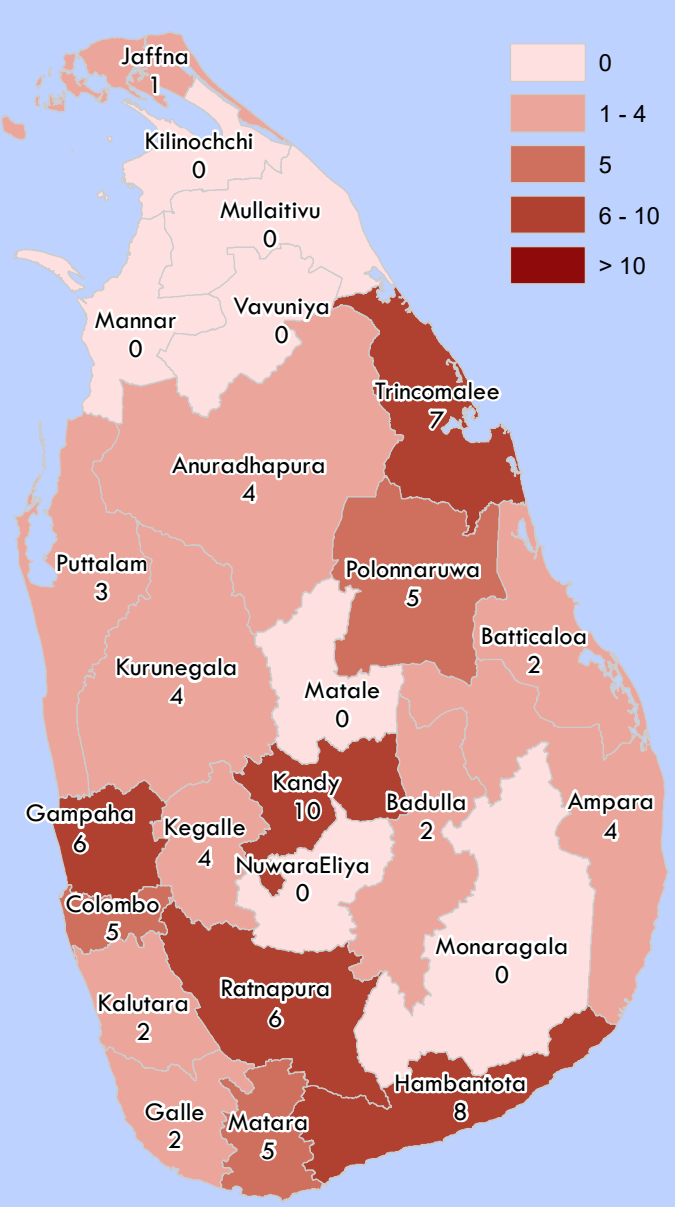 Jaffna
1
0
1 - 4
5
6 - 10
> 10
Kilinochchi
0
Mullaitivu
0
Mannar
0
Vavuniya
0
Trincomalee
7
Anuradhapura
4
Puttalam
3
Polonnaruwa
5
Batticaloa
2
Kurunegala
4
Matale
0
Kandy
10
Gampaha
6
Kegalle
4
Badulla
2
Ampara
4
NuwaraEliya
0
Colombo
5
Monaragala
0
Ratnapura
6
Kalutara
2
Hambantota
8
Galle
2
Matara
5